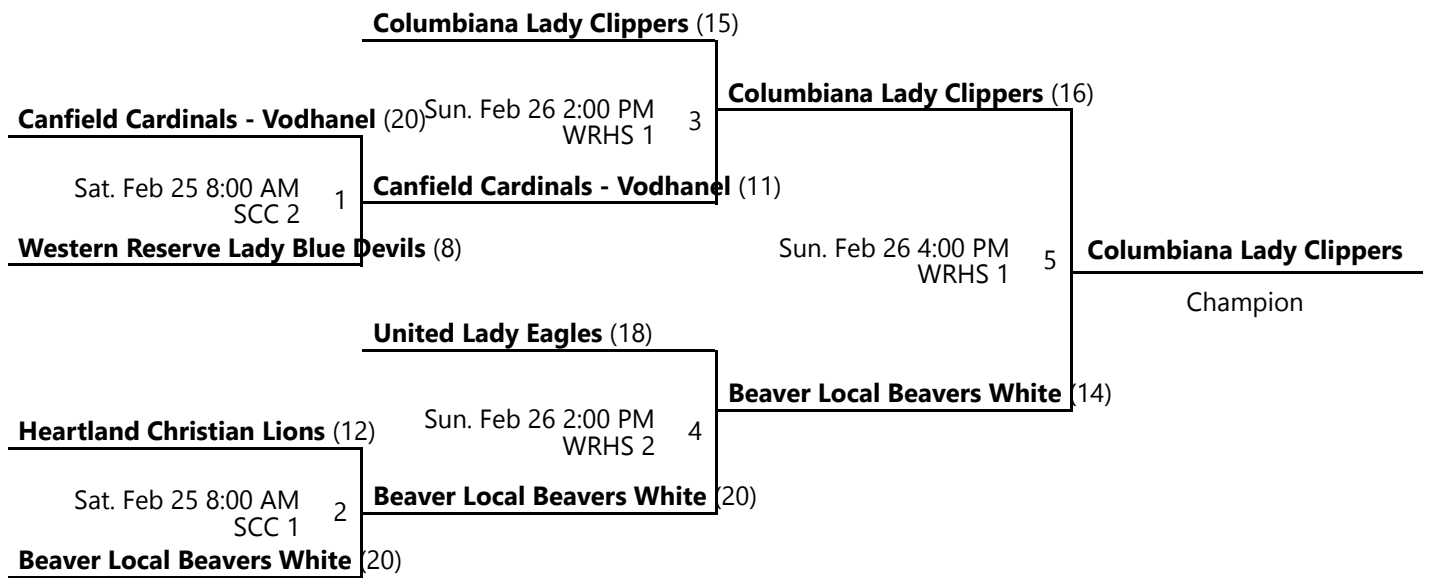 Columbiana Lady Clippers (15)
Columbiana Lady Clippers (16)
Canfield Cardinals - Vodhanel (20)
Sun. Feb 26 2:00 PM
WRHS 1
3
Sat. Feb 25 8:00 AM
SCC 2
1
Canfield Cardinals - Vodhanel (11)
Western Reserve Lady Blue Devils (8)
Sun. Feb 26 4:00 PM
WRHS 1
5
Columbiana Lady Clippers
Champion
United Lady Eagles (18)
Beaver Local Beavers White (14)
Heartland Christian Lions (12)
Sun. Feb 26 2:00 PM
WRHS 2
4
Sat. Feb 25 8:00 AM
SCC 1
2
Beaver Local Beavers White (20)
Beaver Local Beavers White (20)